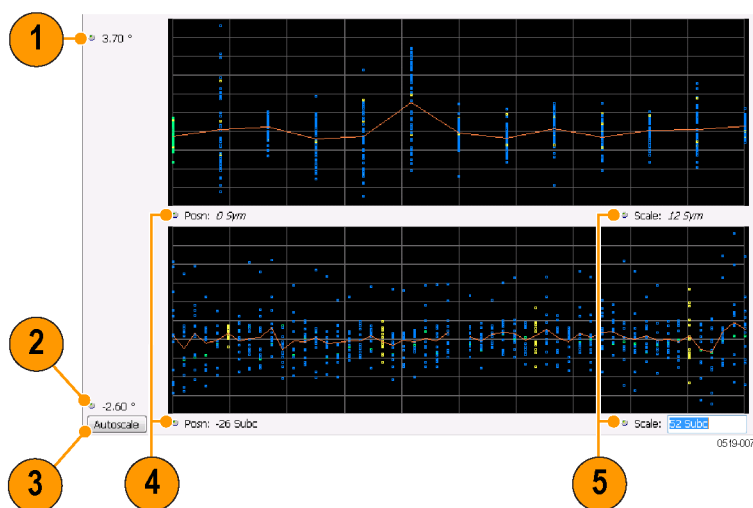 1
3.70 °
Posn: 0 Sym
Scale: 12 Sym
2
-2.60 °
Autoscale
Posn: -26 Subc
Scale: 52 Subc
0519-007
3
4
5